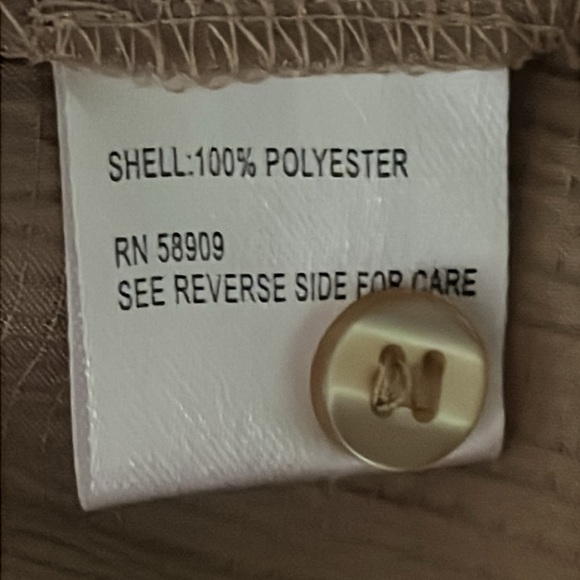 SHELL:100% POLYESTER
RN 58909
SEE REVERSE SIDE FOR CARE